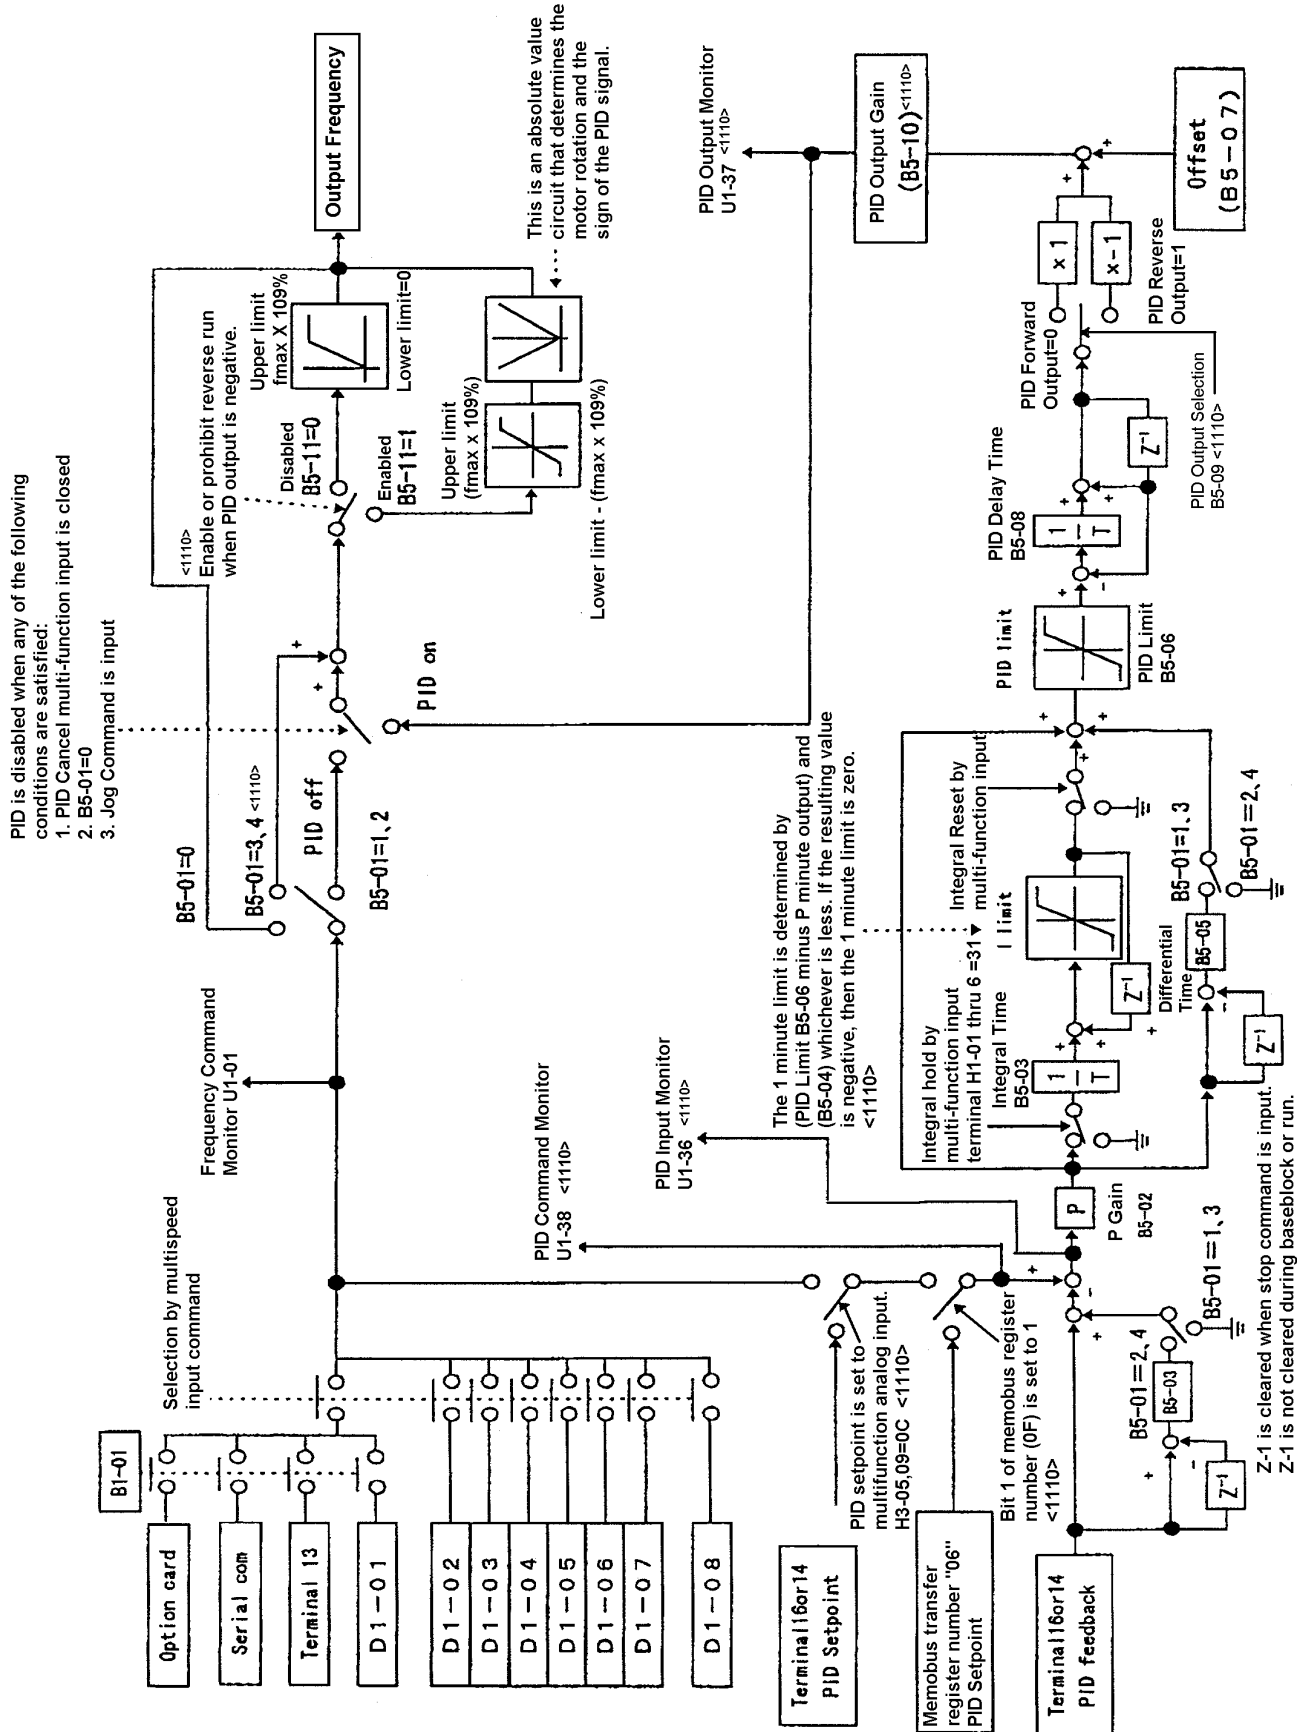 PID is disabled when any of the following
conditions are satisfied:
1. PID Cancel multi-function input is closed
2. B5-01=0
3. Jog Command is input
B1-01
Option card
Serial com
Terminal 13
D1-01
D1-02
D1-03
D1-04
D1-05
D1-06
D1-07
D1-08
Selection by multispeed
input command
Frequency Command
Monitor U1-01
B5-01=0
B5-01=3, 4 <1110>
PID off
B5-01=1, 2
PID on
+
+
<1110>
Enable or prohibit reverse run
when PID output is negative.
Disabled
B5-11=0
Enabled
B5-11=1
Upper limit
fmax X 109%
Lower limit=0
Upper limit
(fmax x 109%)
Lower limit - (fmax x 109%)
Output Frequency
This is an absolute value
circuit that determines the
motor rotation and the
sign of the PID signal.
PID Command Monitor
U1-38 <1110>
PID Input Monitor
U1-36 <1110>
PID Output Monitor
U1-37 <1110>
The 1 minute limit is determined by
(PID Limit B5-06 minus P minute output) and
(B5-04) whichever is less. If the resulting value
is negative, then the 1 minute limit is zero.
<1110>
Terminal16or14
PID Setpoint
PID setpoint is set to
multifunction analog input.
H3-05,09=0C <1110>
Memobus transfer
register number "06"
PID Setpoint
Bit 1 of memobus register
number (0F) is set to 1
<1110>
Terminal16or14
PID feedback
+
-
Z-1
B5-03
B5-01=2, 4
B5-01=1, 3
+
+
-
P
P Gain
B5-02
Integral hold by
multi-function input
terminal H1-01 thru 6 =31
Integral Time
B5-03
1
T
+
+
+
Z-1
I limit
Integral Reset by
multi-function input
Differential
Time
Z-1
-
B5-05
B5-01=1, 3
B5-01=2, 4
+
+
+
PID limit
PID Limit
B5-06
+
-
PID Delay Time
B5-08
1
T
+
+
Z-1
PID Output Selection
B5-09 <1110>
PID Forward
Output=0
x 1
x-1
PID Reverse
Output=1
+
+
Offset
(B5-07)
PID Output Gain
(B5-10) <1110>
Z-1 is cleared when stop command is input.
Z-1 is not cleared during baseblock or run.